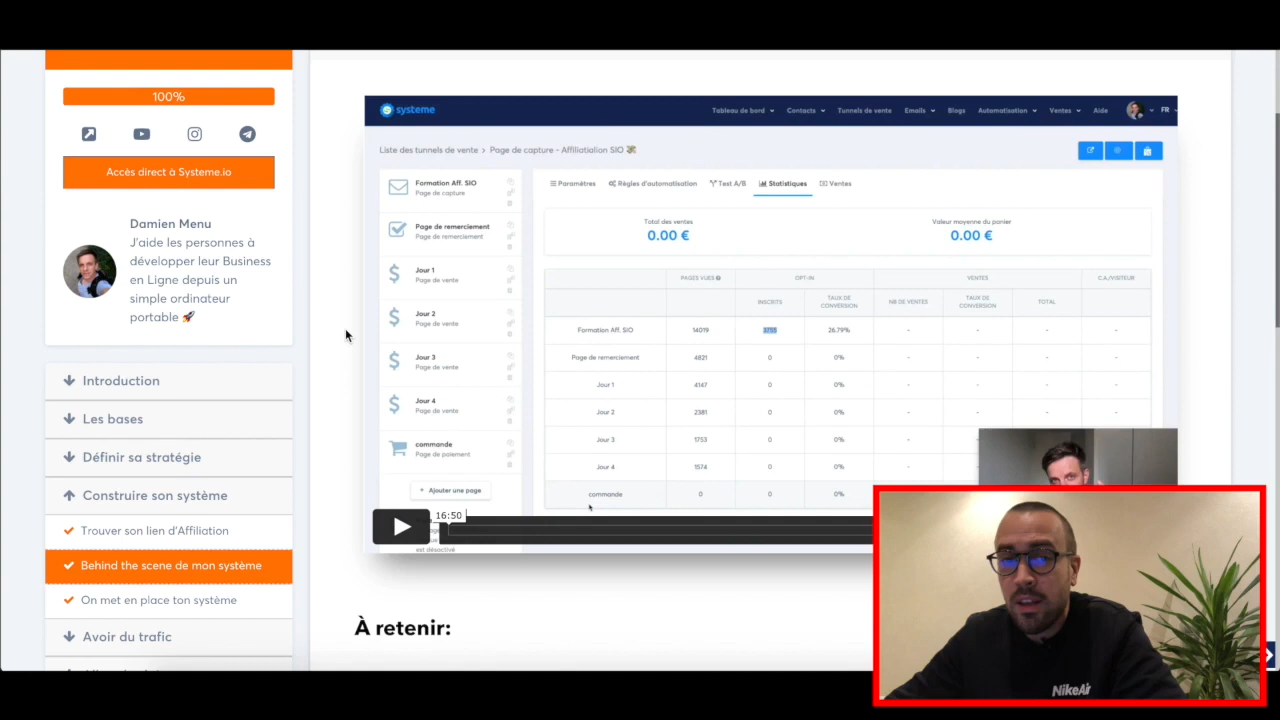 100%
Accès direct à Systeme.io
Damien Menu
J'aide les personnes à
développer leur Business
en Ligne depuis un
simple ordinateur
portable
Introduction
Les bases
Définir sa stratégie
Construire son système
Trouver son lien d'Affiliation
Behind the scene de mon système
On met en place ton système
Avoir du trafic
systeme
Tableau de bord Contacts Tunnels de vente Emails Blogs Automatisation Ventes Aide FR
Liste des tunnels de vente > Page de capture - Affiliatialion SIO
Formation Aff. SIO
Page de capture
Page de remerciement
Page de remerciement
Jour 1
Page de vente
Jour 2
Page de vente
Jour 3
Page de vente
Jour 4
Page de vente
commande
Page de paiement
+ Ajouter une page
est désactivé
Paramètres Règles d'automatisation Test A/B Statistiques Ventes
Total des ventes Valeur moyenne du panier
0.00 € 0.00 €
PAGES VUES OPT-IN VENTES C.A./VISITEUR
INSCRITS TAUX DE CONVERSION NB DE VENTES TAUX DE CONVERSION TOTAL
Formation Aff. SIO 14019 3755 26.79% - - - -
Page de remerciement 4821 0 0% - - - -
Jour 1 4147 0 0% - - - -
Jour 2 2381 0 0% - - - -
Jour 3 1753 0 0% - -
Jour 4 1574 0 0% - -
commande 0 0 0% - -
16:50
À retenir:
NikeAir